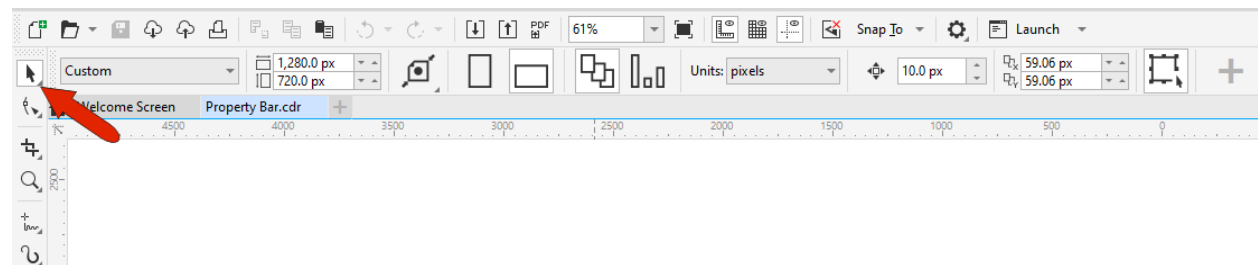 PDF 61% Snap To Launch
Custom 1,280.0 px 720.0 px Units: pixels 10.0 px 59.06 px 59.06 px
Welcome Screen Property Bar.cdr
4500 4000 3500 3000 2500 2000 1500 1000 500 0
2500